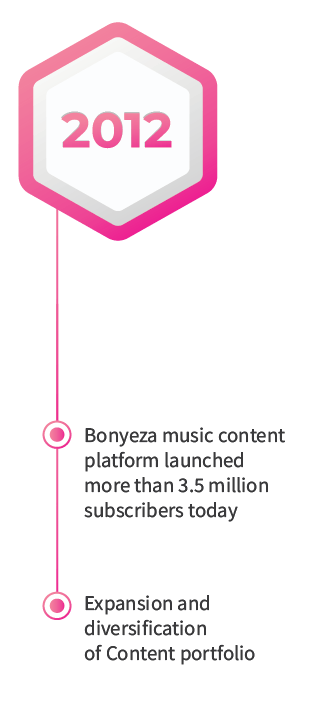 2012
Bonyeza music content
platform launched
more than 3.5 million
subscribers today
Expansion and
diversification
of Content portfolio